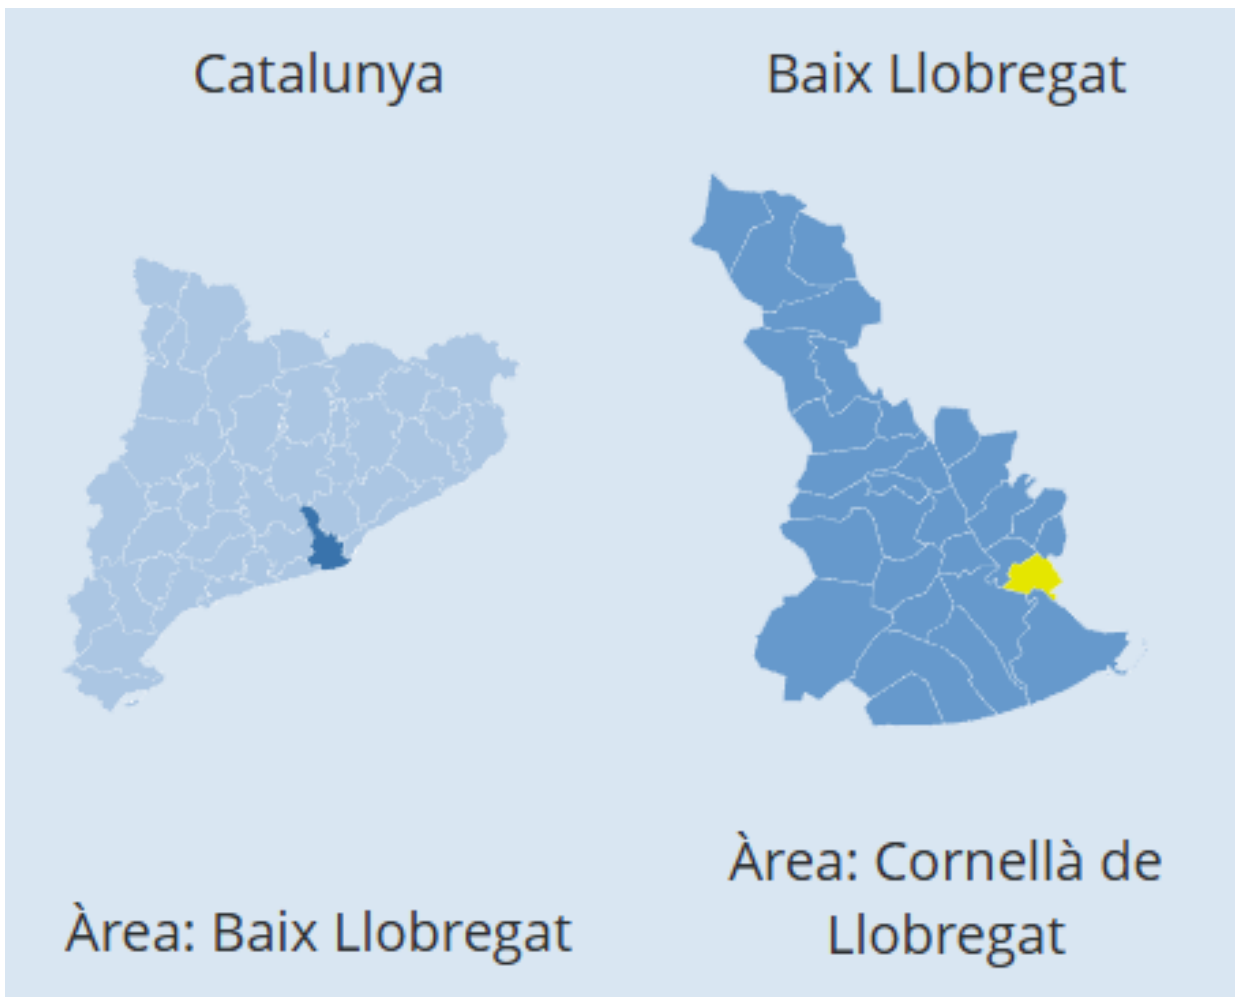 Catalunya
Baix Llobregat
Àrea: Baix Llobregat
Àrea: Cornellà de
Llobregat